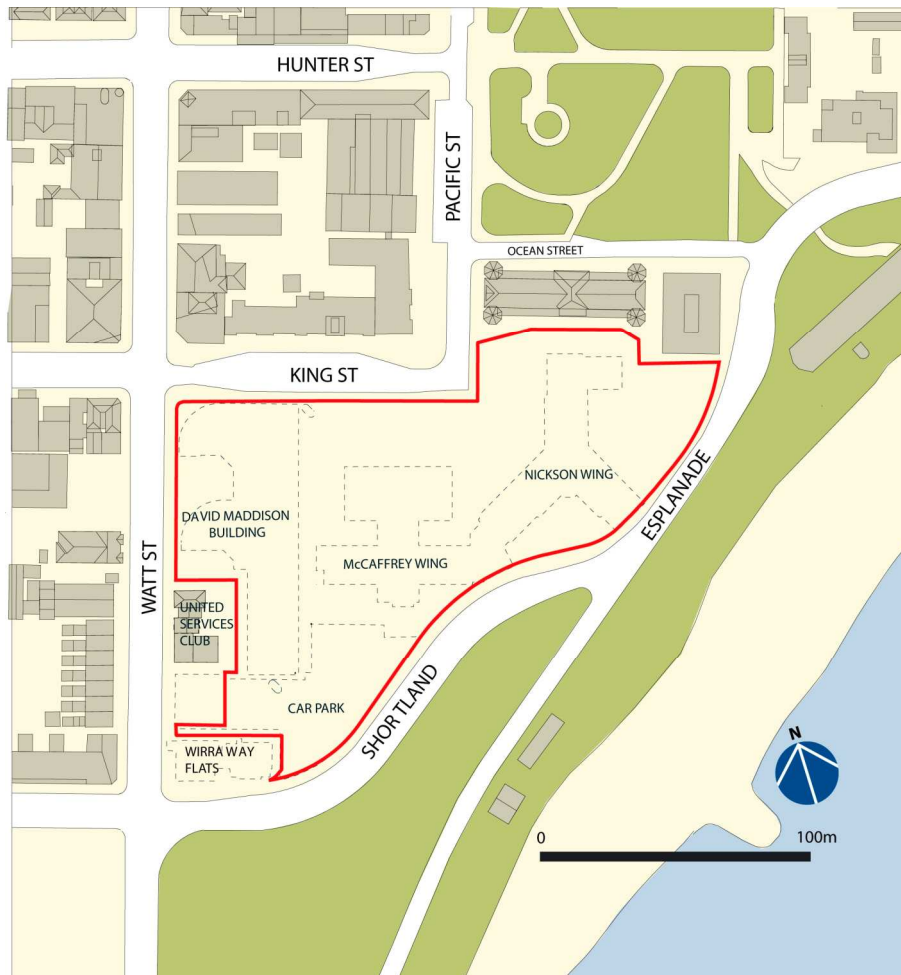 HUNTER ST
PACIFIC ST
OCEAN STREET
KING ST
NICKSON WING
ESPLANADE
DAVID MADDISON
BUILDING
McCAFFREY WING
WATT ST
UNITED
SERVICES
CLUB
SHORTLAND
CAR PARK
WIRRA WAY
FLATS
N
0
100m